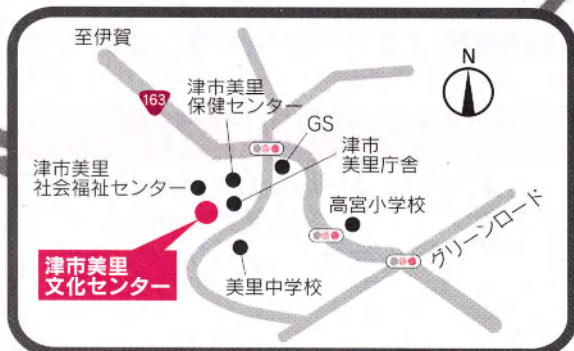 至伊賀
163
N
津市美里
保健センター
GS
津市
美里庁舎
津市美里
社会福祉センター
高宮小学校
グリーンロード
津市美里
文化センター
美里中学校